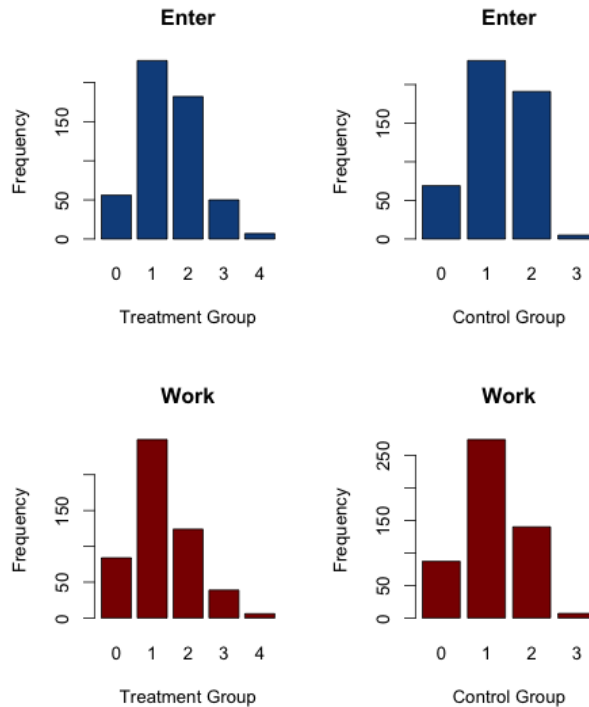 Enter
Frequency
0 50 150
0 1 2 3 4
Treatment Group
Enter
Frequency
0 50 150
0 1 2 3
Control Group
Work
Frequency
0 50 150
0 1 2 3 4
Treatment Group
Work
Frequency
0 50 150 250
0 1 2 3
Control Group